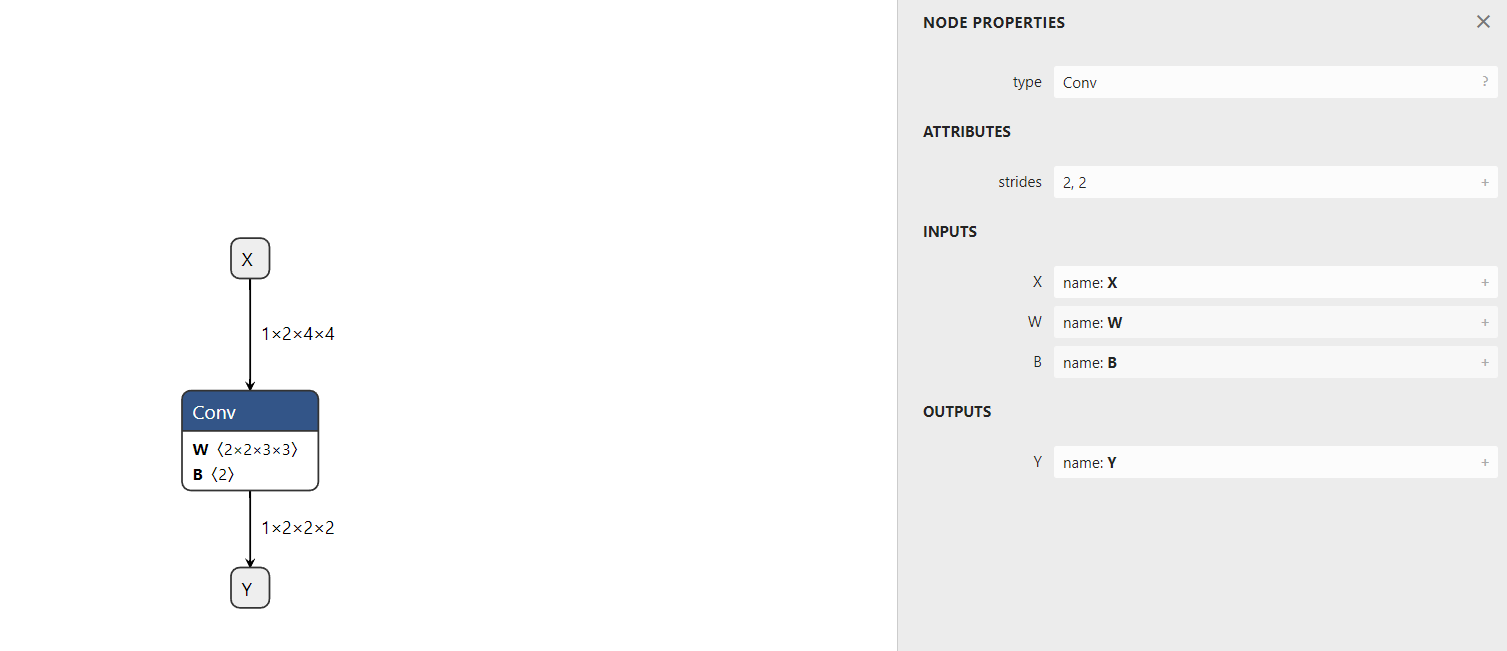 X
1×2×4×4
Conv
W 〈2×2×3×3〉
B 〈2〉
1×2×2×2
Y
NODE PROPERTIES ×
type Conv ?
ATTRIBUTES
strides 2, 2 +
INPUTS
X name: X +
W name: W +
B name: B +
OUTPUTS
Y name: Y +